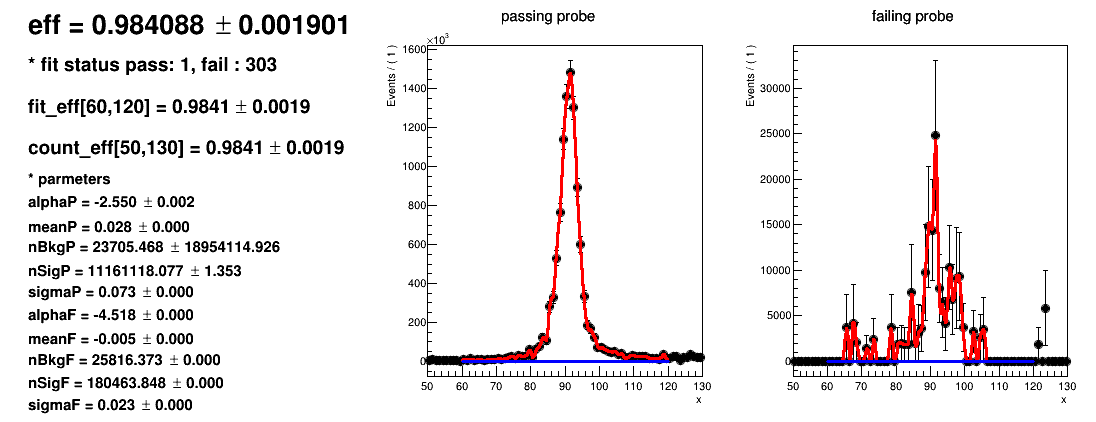 eff = 0.984088 ± 0.001901
* fit status pass: 1, fail : 303
fit_eff[60,120] = 0.9841 ± 0.0019
count_eff[50,130] = 0.9841 ± 0.0019
* parmeters
alphaP = -2.550 ± 0.002
meanP = 0.028 ± 0.000
nBkgP = 23705.468 ± 18954114.926
nSigP = 11161118.077 ± 1.353
sigmaP = 0.073 ± 0.000
alphaF = -4.518 ± 0.000
meanF = -0.005 ± 0.000
nBkgF = 25816.373 ± 0.000
nSigF = 180463.848 ± 0.000
sigmaF = 0.023 ± 0.000
passing probe
×10³
Events / ( 1 )
1600
1400
1200
1000
800
600
400
200
0
50 60 70 80 90 100 110 120 130
x
failing probe
Events / ( 1 )
30000
25000
20000
15000
10000
5000
0
50 60 70 80 90 100 110 120 130
x